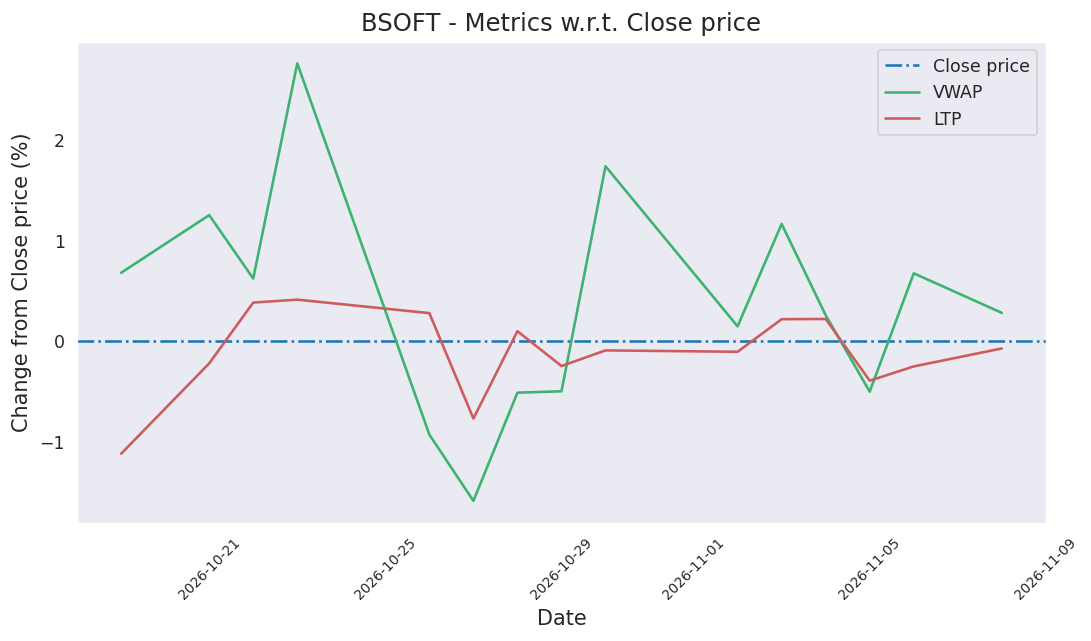 BSOFT - Metrics w.r.t. Close price
Close price
VWAP
LTP
Change from Close price (%)
2
1
0
−1
2026-10-21
2026-10-25
2026-10-29
2026-11-01
2026-11-05
2026-11-09
Date